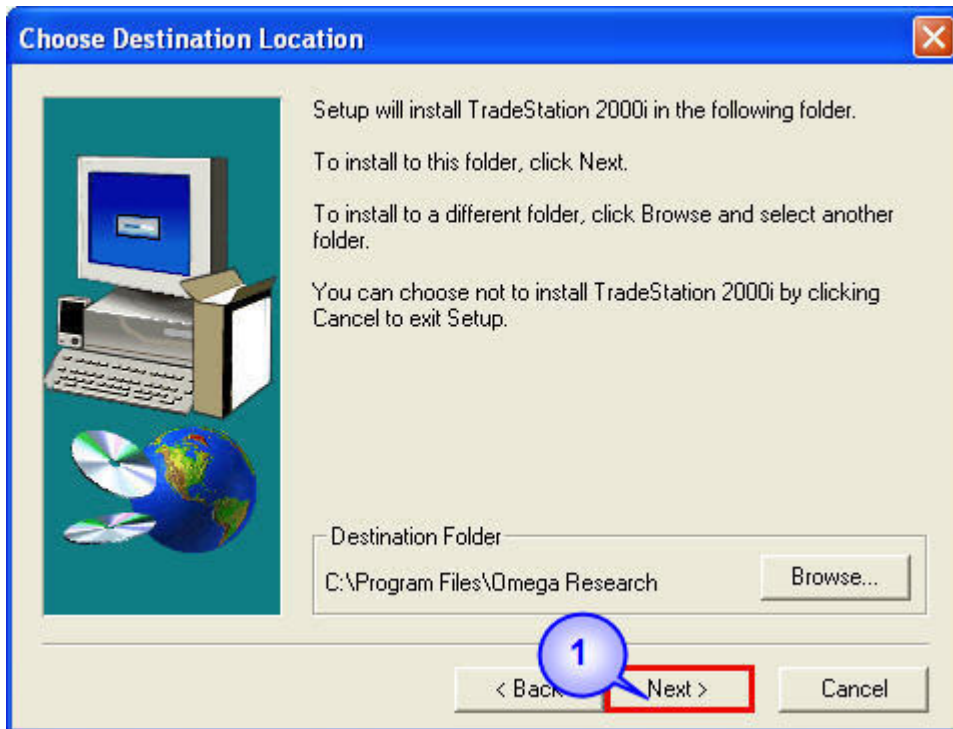 Choose Destination Location
Setup will install TradeStation 2000i in the following folder.
To install to this folder, click Next.
To install to a different folder, click Browse and select another
folder.
You can choose not to install TradeStation 2000i by clicking
Cancel to exit Setup.
Destination Folder
C:\Program Files\Omega Research
Browse...
1
< Back
Next >
Cancel